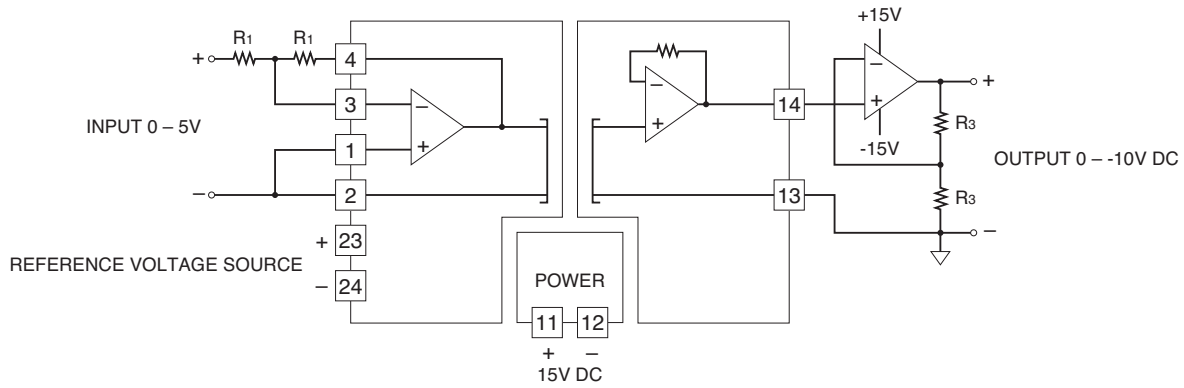 +15V
R1 R1
+ 4
3 −
INPUT 0 – 5V
1 +
− 2
+ 23
REFERENCE VOLTAGE SOURCE
− 24
POWER
11 12
+ −
15V DC
−
+
14
13
−
+
-15V
+
R3
OUTPUT 0 – -10V DC
R3
−